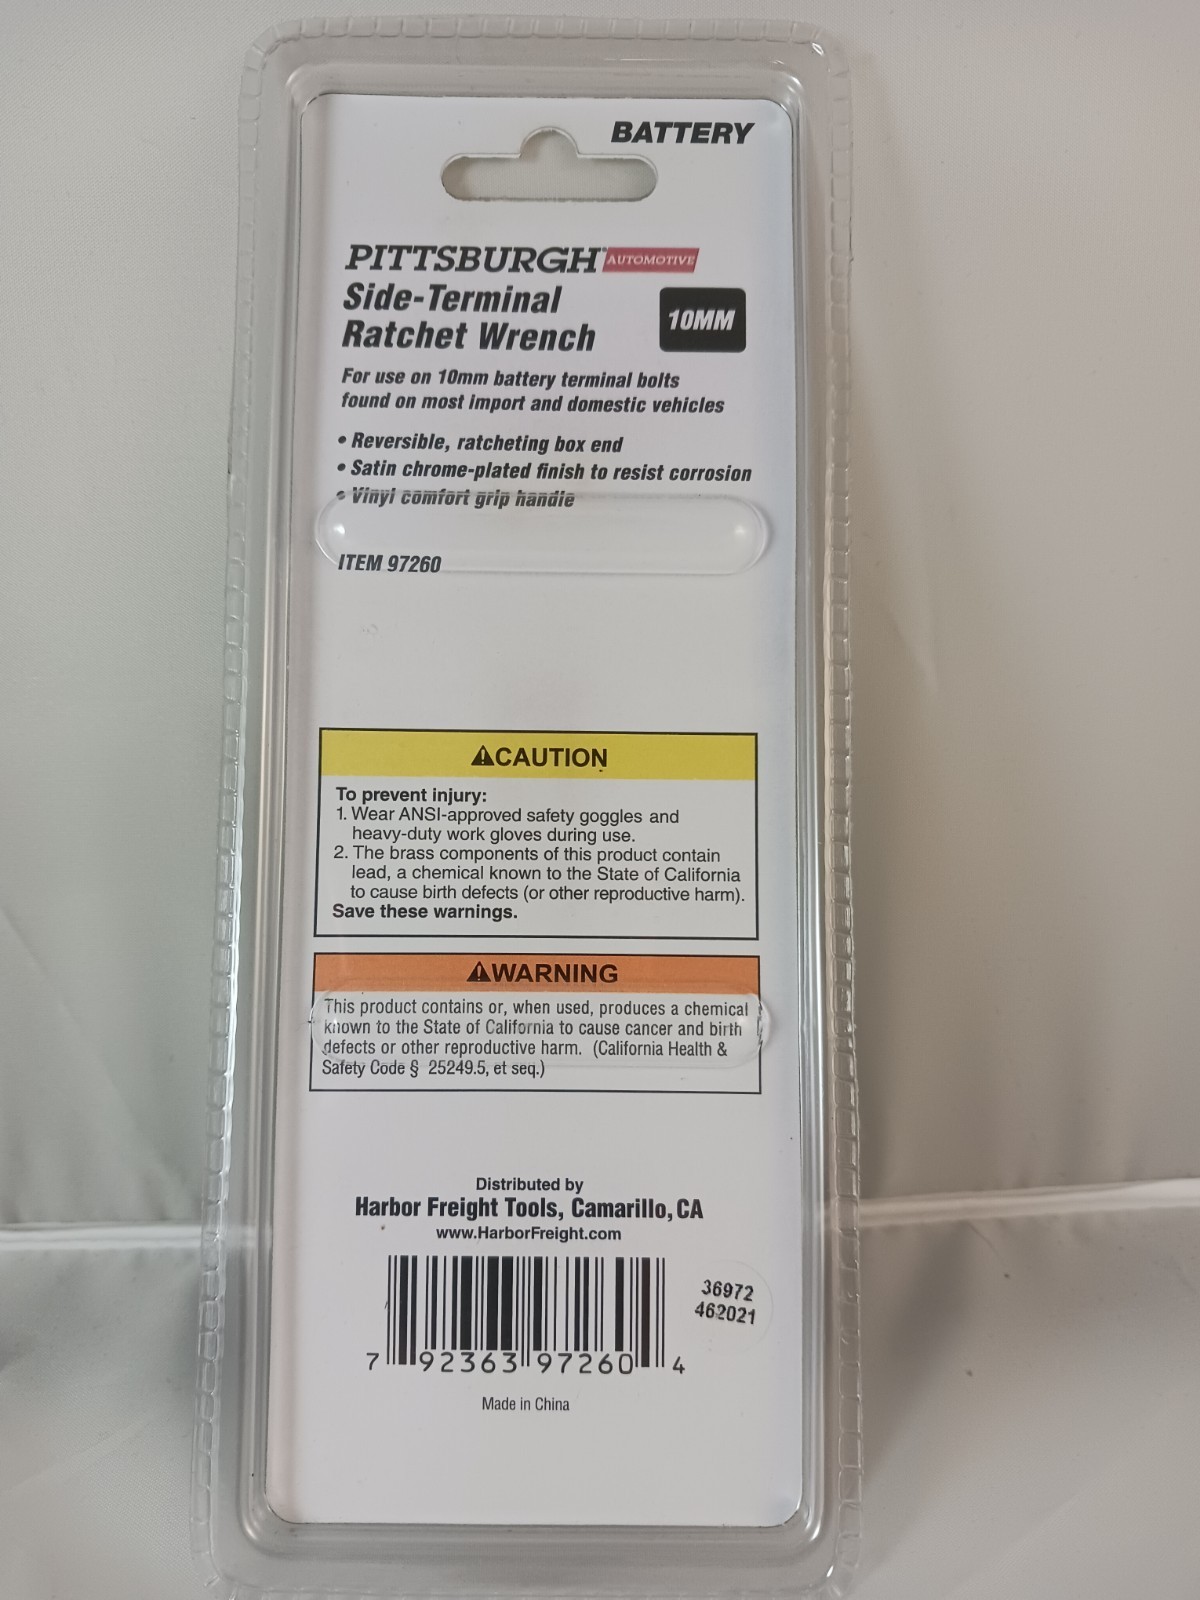 BATTERY
PITTSBURGH® AUTOMOTIVE
Side-Terminal
Ratchet Wrench
10MM
For use on 10mm battery terminal bolts
found on most import and domestic vehicles
• Reversible, ratcheting box end
• Satin chrome-plated finish to resist corrosion
• Vinyl comfort grip handle
ITEM 97260
⚠CAUTION
To prevent injury:
1. Wear ANSI-approved safety goggles and
heavy-duty work gloves during use.
2. The brass components of this product contain
lead, a chemical known to the State of California
to cause birth defects (or other reproductive harm).
Save these warnings.
⚠WARNING
This product contains or, when used, produces a chemical
known to the State of California to cause cancer and birth
defects or other reproductive harm. (California Health &
Safety Code § 25249.5, et seq.)
Distributed by
Harbor Freight Tools, Camarillo, CA
www.HarborFreight.com
36972
462021
7 92363 97260 4
Made in China